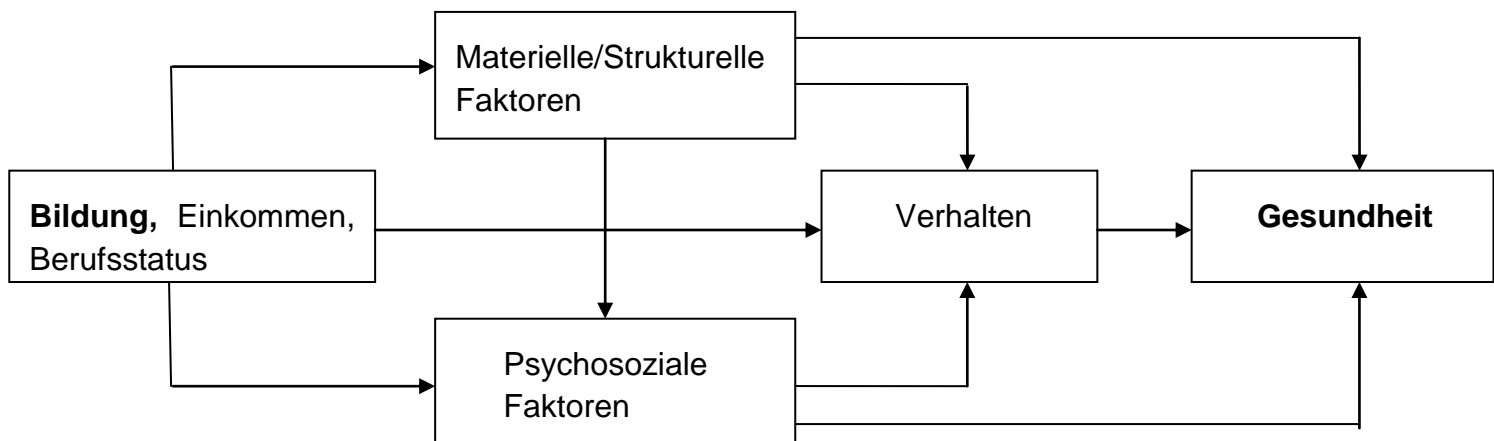 Materielle/Strukturelle
Faktoren
Bildung, Einkommen,
Berufsstatus
Verhalten
Gesundheit
Psychosoziale
Faktoren